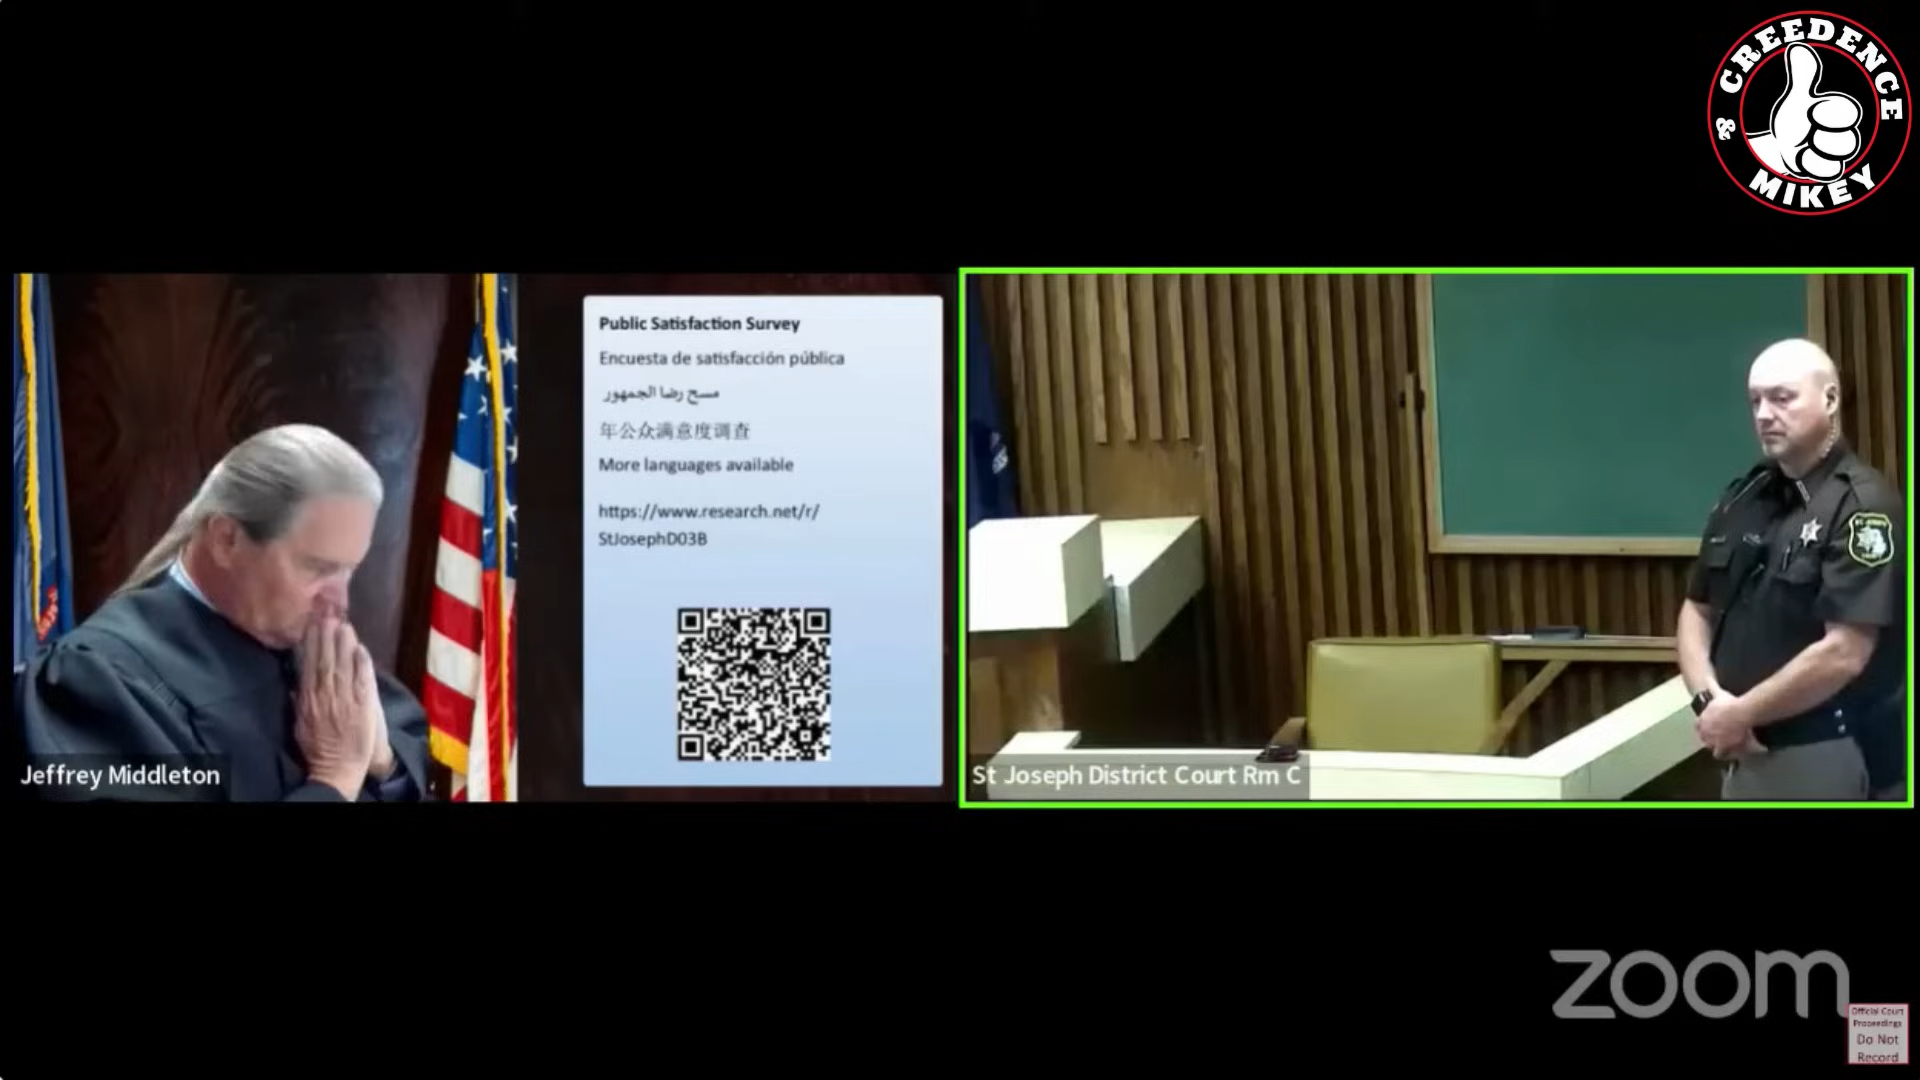 & CREEDENCE
MIKEY
Public Satisfaction Survey
Encuesta de satisfacción pública
مسح رضا الجمهور
年公众满意度调查
More languages available
https://www.research.net/r/
StJosephD03B
Jeffrey Middleton
St Joseph District Court Rm C
zoom
Official Court
Proceedings
Do Not
Record